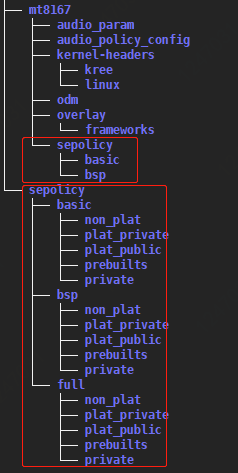 mt8167
audio_param
audio_policy_config
kernel-headers
kree
linux
odm
overlay
frameworks
sepolicy
basic
bsp
sepolicy
basic
non_plat
plat_private
plat_public
prebuilts
private
bsp
non_plat
plat_private
plat_public
prebuilts
private
full
non_plat
plat_private
plat_public
prebuilts
private